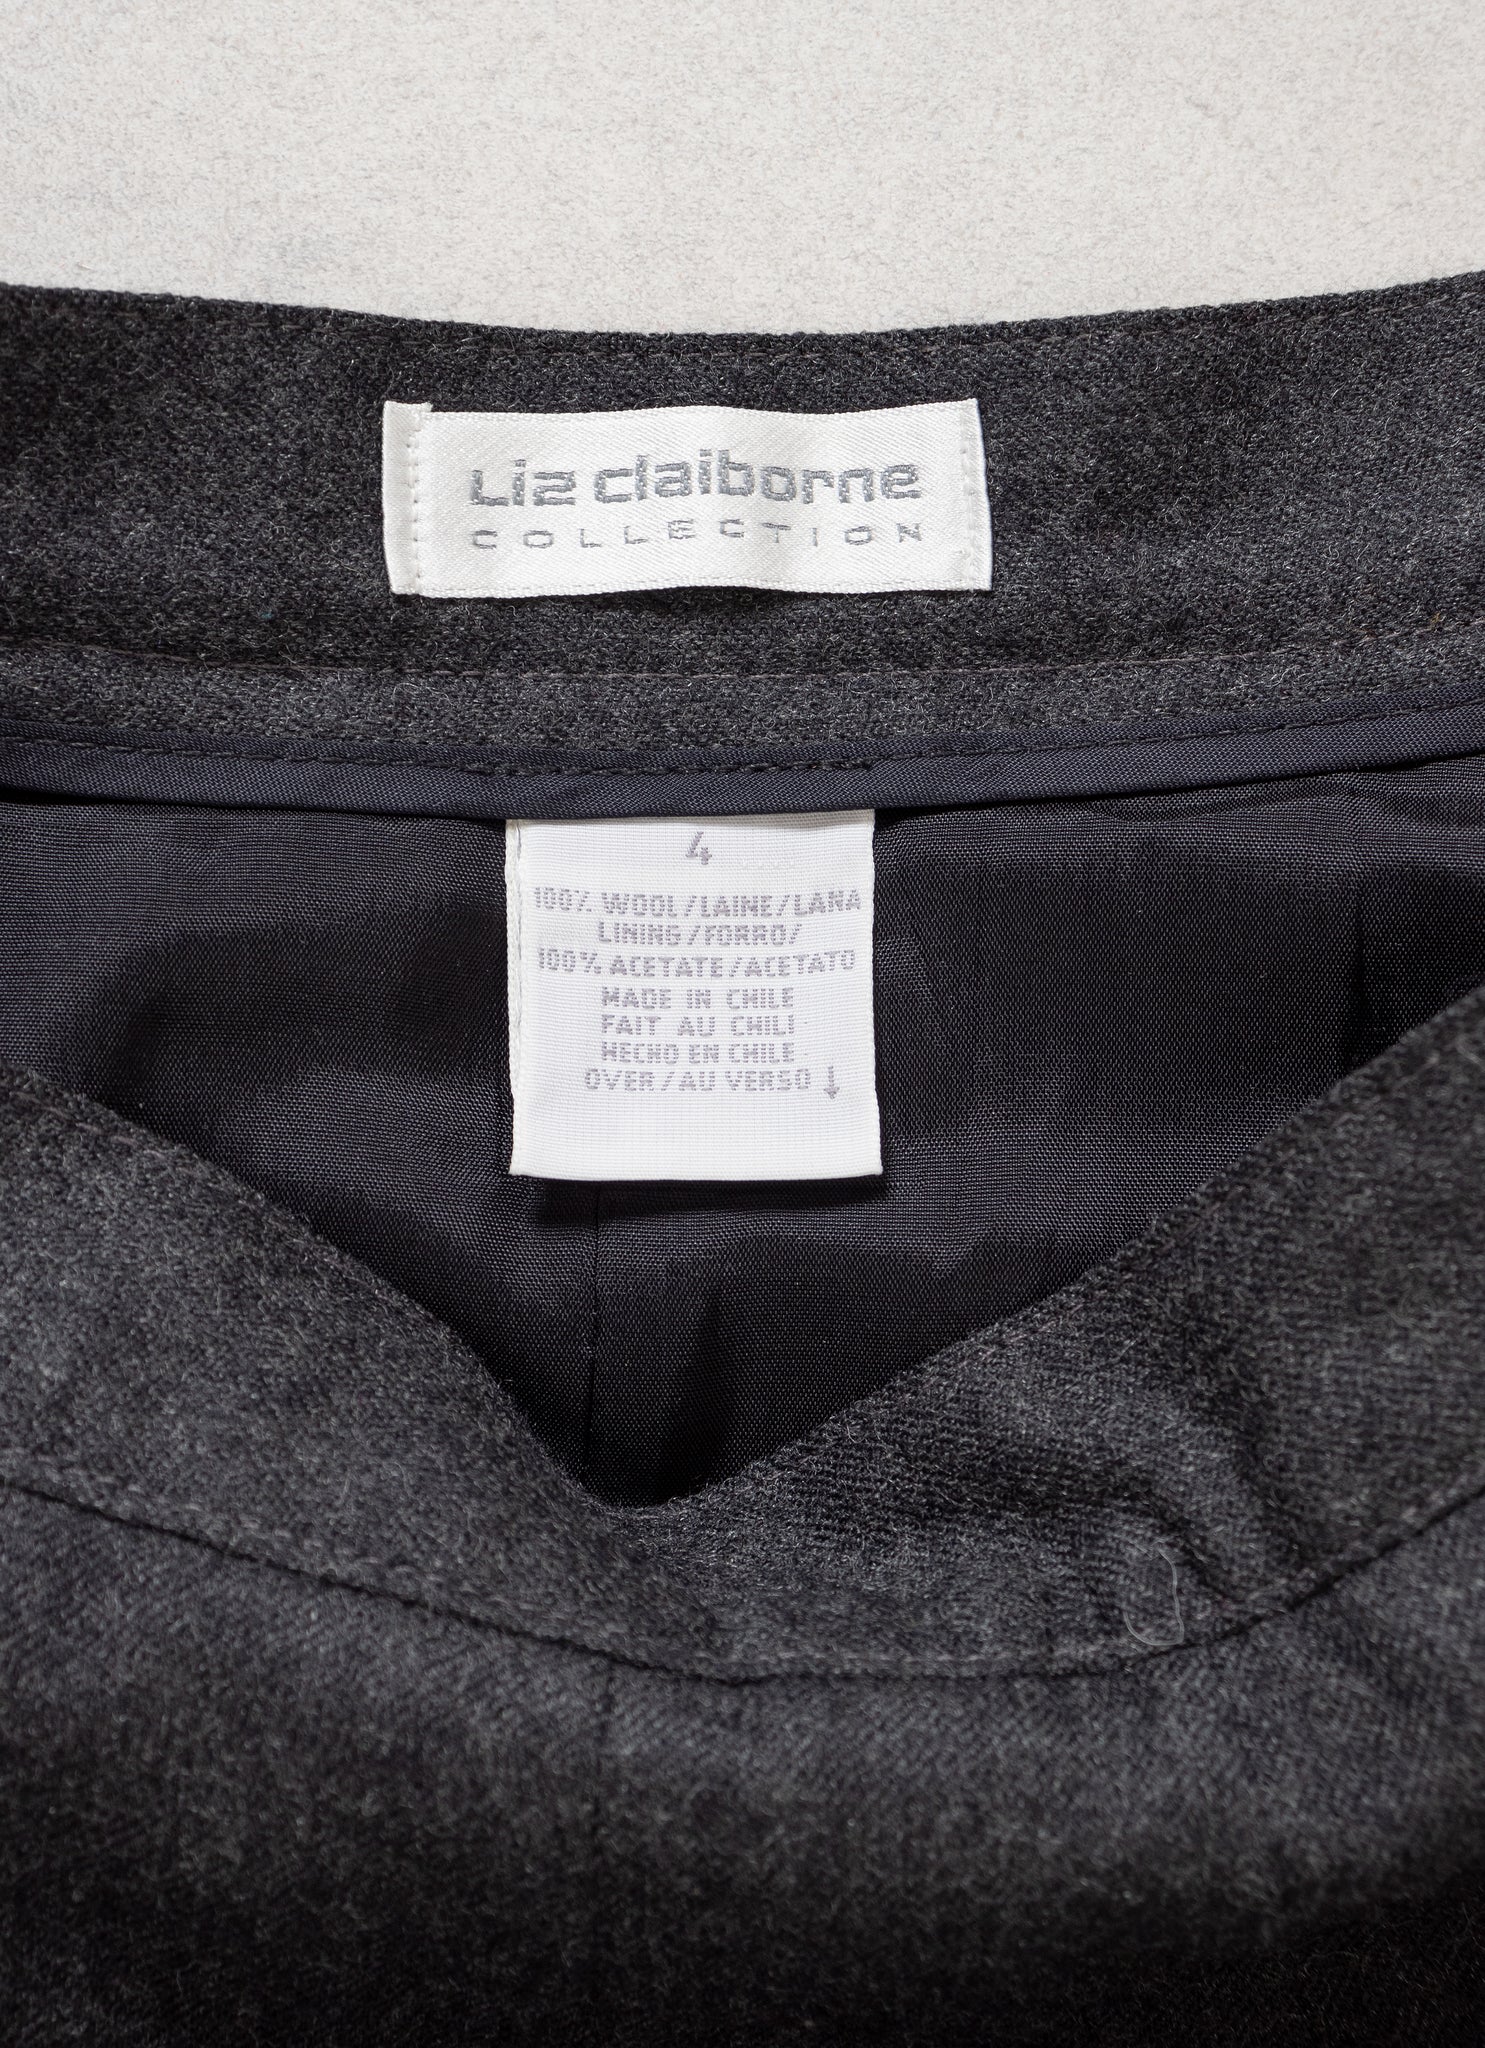 Liz claiborne
COLLECTION
4
100% WOOL/LAINE/LANA
LINING/FORRO/
100% ACETATE/ACETATO
MADE IN CHILE
FAIT AU CHILI
HECHO EN CHILE
OVER/AU VERSO ↓